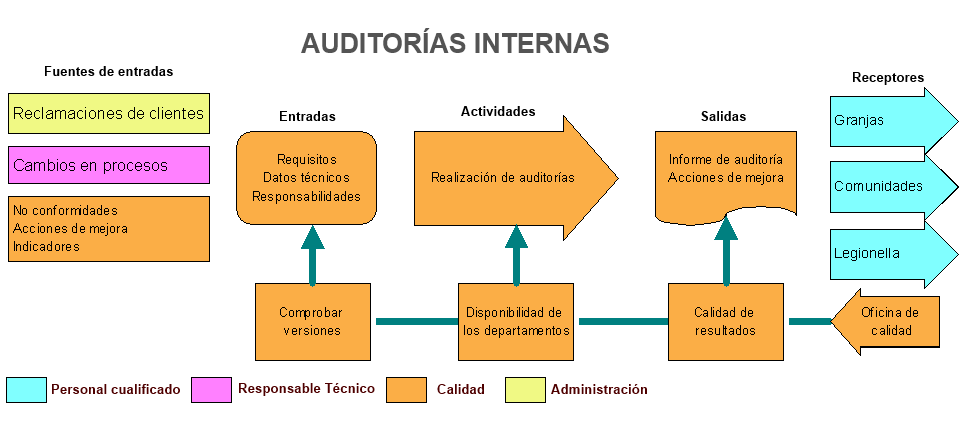 AUDITORÍAS INTERNAS
Fuentes de entradas
Reclamaciones de clientes
Cambios en procesos
No conformidades
Acciones de mejora
Indicadores
Entradas
Requisitos
Datos técnicos
Responsabilidades
Actividades
Realización de auditorías
Salidas
Informe de auditoría
Acciones de mejora
Receptores
Granjas
Comunidades
Legionella
Comprobar
versiones
Disponibilidad de
los departamentos
Calidad de
resultados
Oficina de
calidad
Personal cualificado
Responsable Técnico
Calidad
Administración